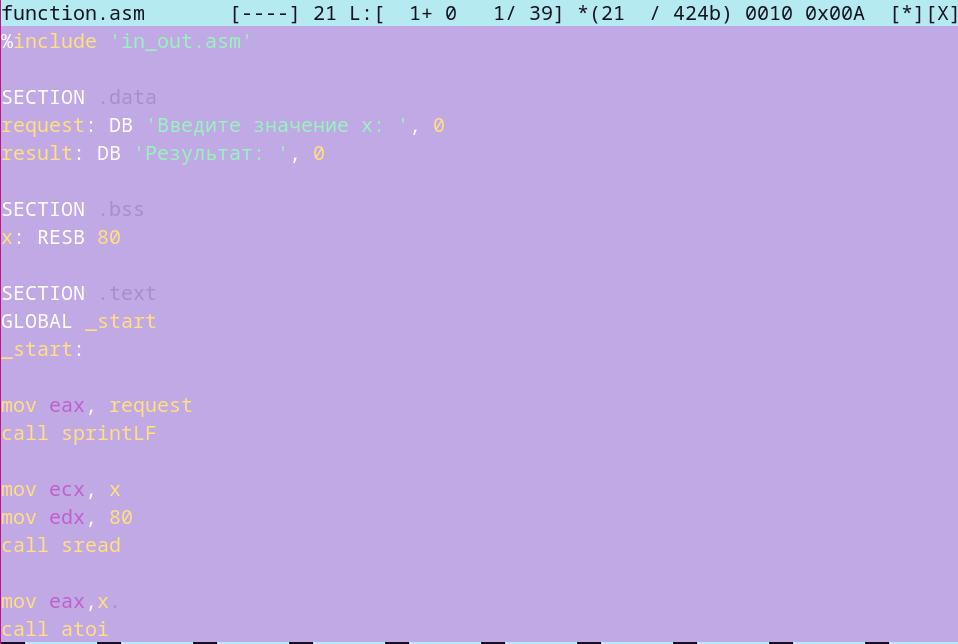 function.asm [----] 21 L:[ 1+ 0 1/ 39] *(21 / 424b) 0010 0x00A [*][X]
%include 'in_out.asm'
SECTION .data
request: DB 'Введите значение x: ', 0
result: DB 'Результат: ', 0
SECTION .bss
x: RESB 80
SECTION .text
GLOBAL _start
_start:
mov eax, request
call sprintLF
mov ecx, x
mov edx, 80
call sread
mov eax,x.
call atoi